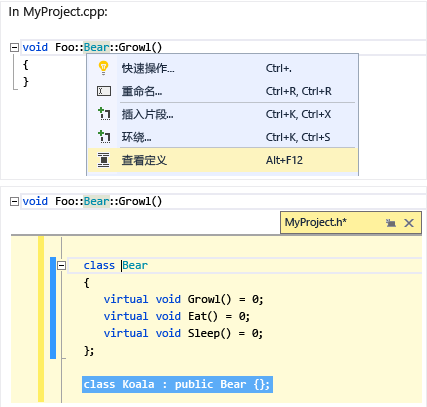 In MyProject.cpp:
void Foo::Bear::Growl()
{
}
快速操作... Ctrl+.
重命名... Ctrl+R, Ctrl+R
插入片段... Ctrl+K, Ctrl+X
环绕... Ctrl+K, Ctrl+S
查看定义 Alt+F12
void Foo::Bear::Growl()
MyProject.h*
class Bear
{
virtual void Growl() = 0;
virtual void Eat() = 0;
virtual void Sleep() = 0;
};
class Koala : public Bear {};